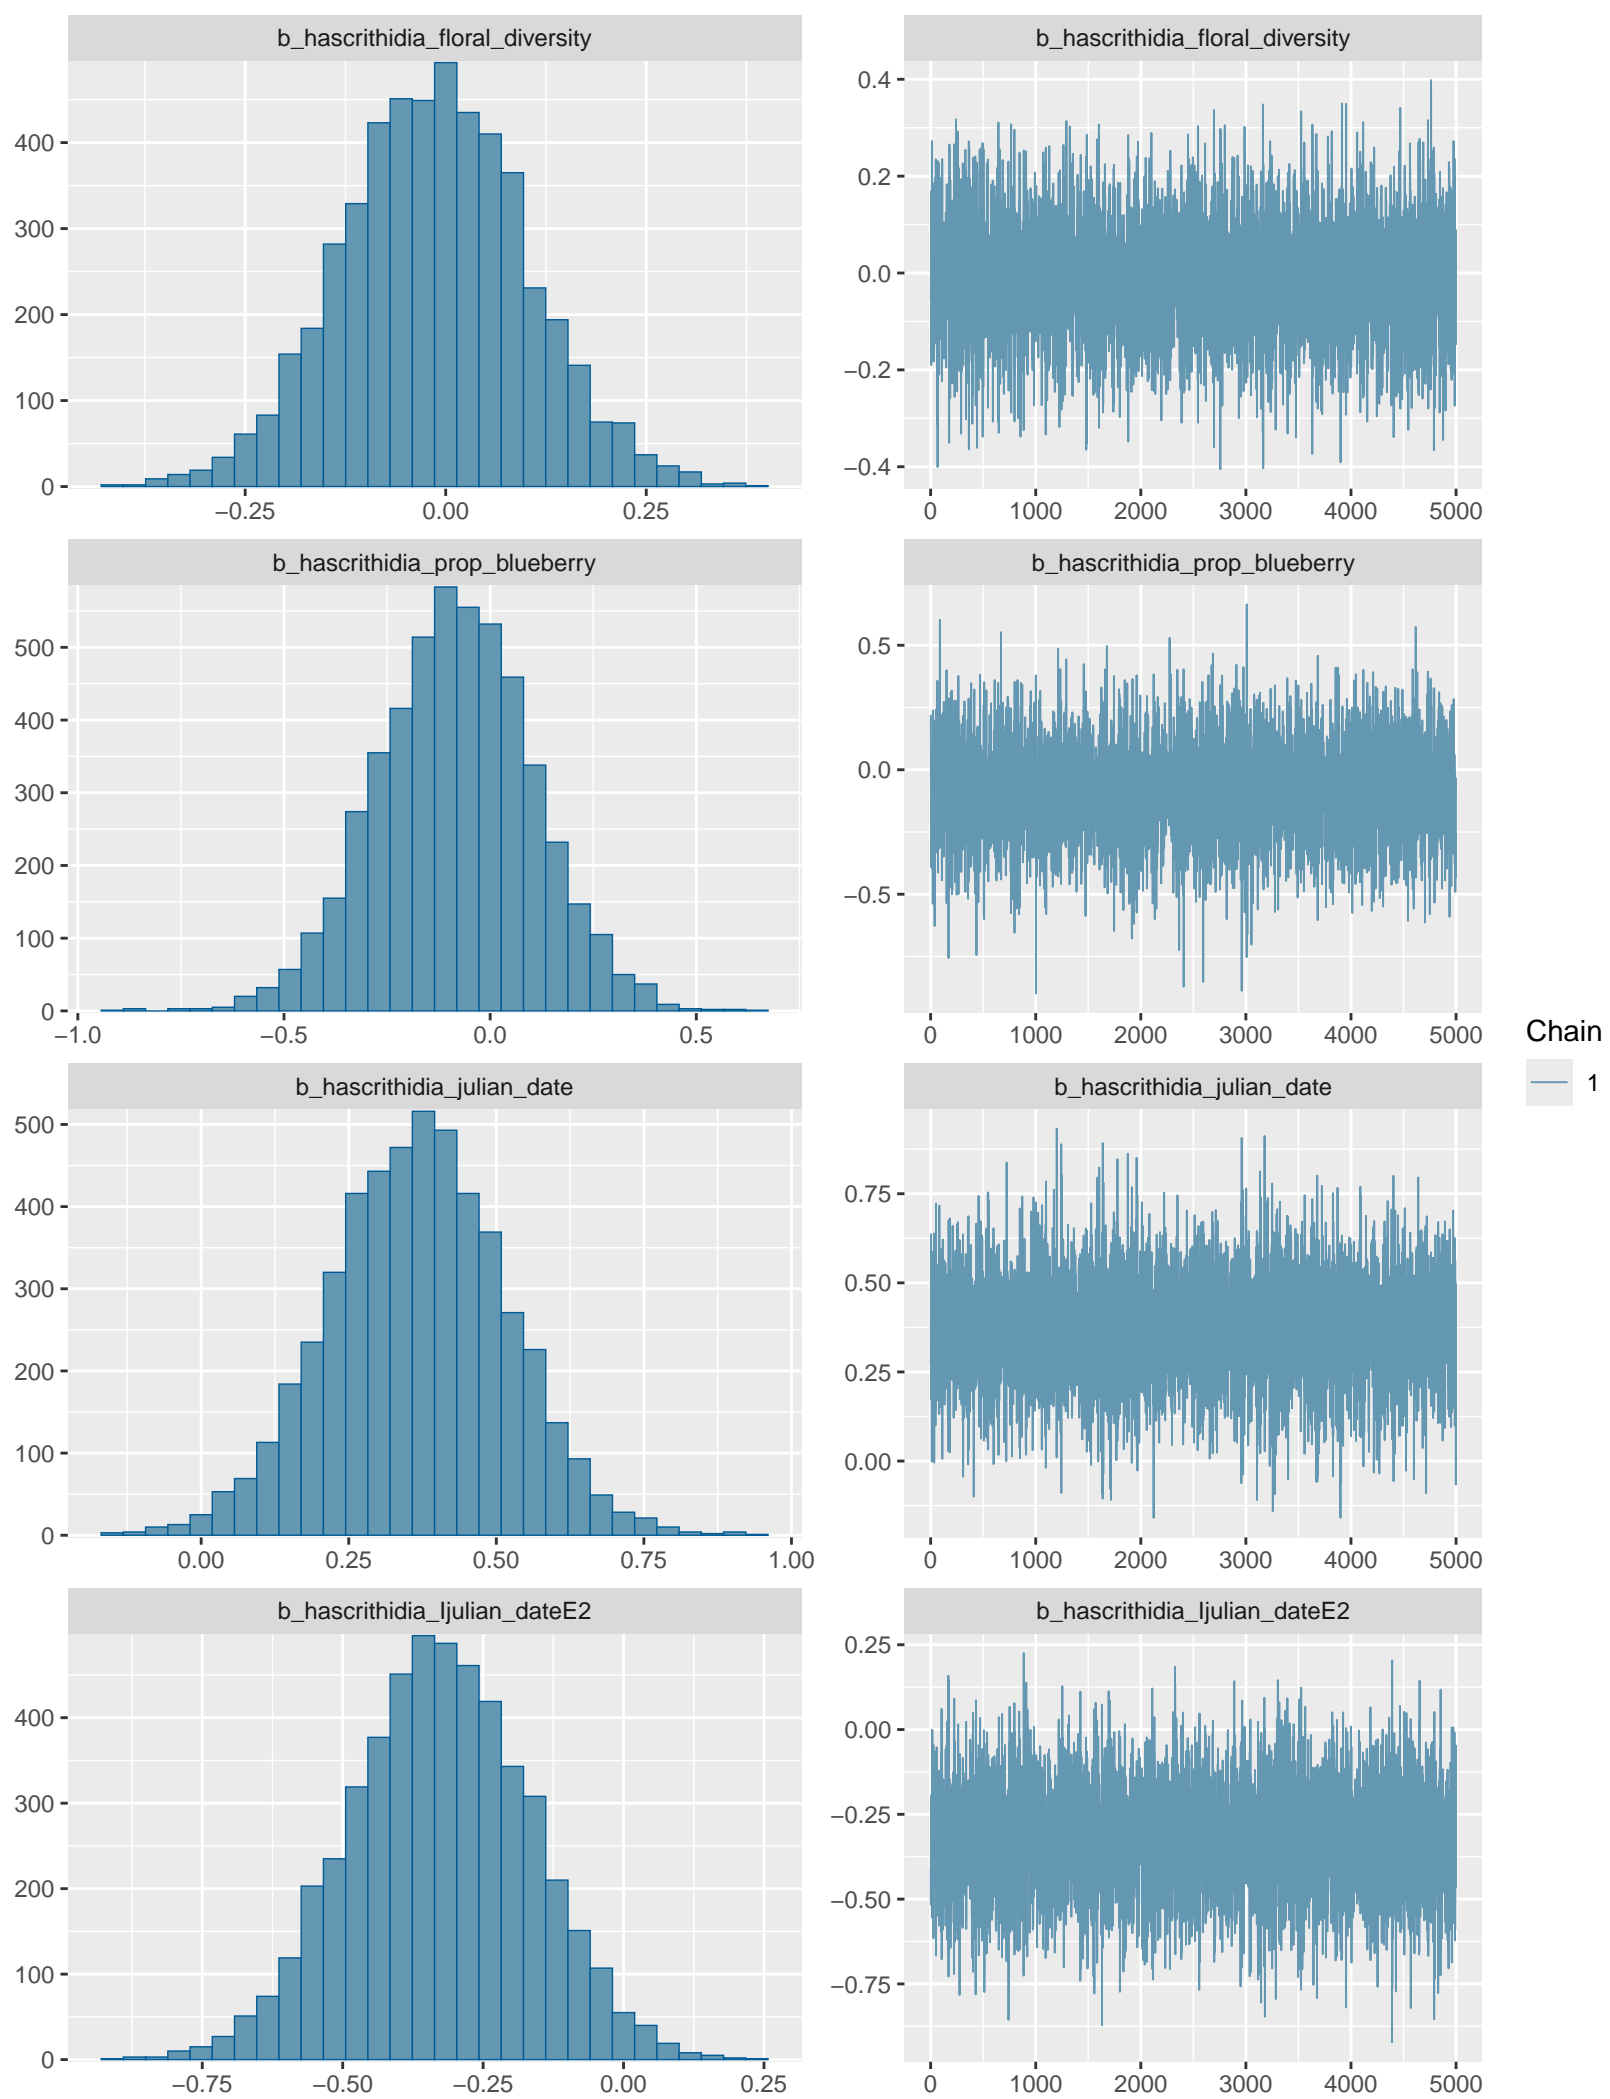 b_hascrithidia_floral_diversity
b_hascrithidia_floral_diversity
400
300
200
100
0
−0.25 0.00 0.25
0.4
0.2
0.0
−0.2
−0.4
0 1000 2000 3000 4000 5000
b_hascrithidia_prop_blueberry
b_hascrithidia_prop_blueberry
500
400
300
200
100
0
−1.0 −0.5 0.0 0.5
0.5
0.0
−0.5
0 1000 2000 3000 4000 5000
b_hascrithidia_julian_date
b_hascrithidia_julian_date
500
400
300
200
100
0
0.00 0.25 0.50 0.75 1.00
0.75
0.50
0.25
0.00
0 1000 2000 3000 4000 5000
b_hascrithidia_Ijulian_dateE2
b_hascrithidia_Ijulian_dateE2
400
300
200
100
0
−0.75 −0.50 −0.25 0.00 0.25
0.25
0.00
−0.25
−0.50
−0.75
0 1000 2000 3000 4000 5000
Chain
1